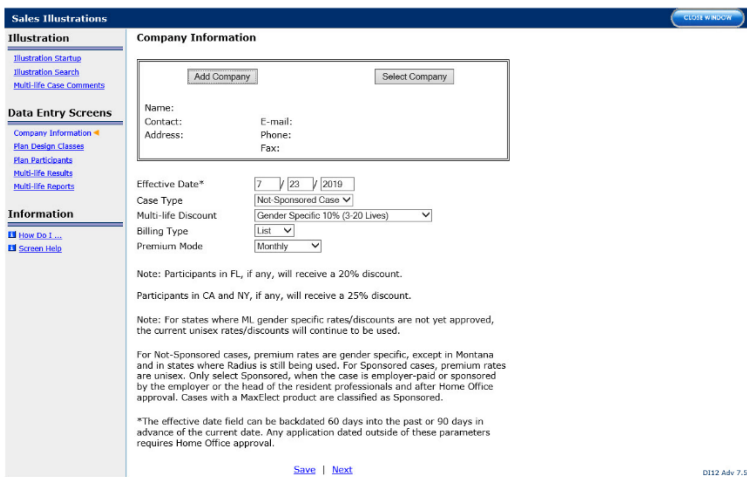 Sales Illustrations
CLOSE WINDOW
Illustration
Illustration Startup
Illustration Search
Multi-life Case Comments
Data Entry Screens
Company Information
Plan Design Classes
Plan Participants
Multi-life Results
Multi-life Reports
Information
How Do I ...
Screen Help
Company Information
Add Company
Select Company
Name:
Contact: E-mail:
Address: Phone:
Fax:
Effective Date* 7 / 23 / 2019
Case Type Not-Sponsored Case
Multi-life Discount Gender Specific 10% (3-20 Lives)
Billing Type List
Premium Mode Monthly
Note: Participants in FL, if any, will receive a 20% discount.
Participants in CA and NY, if any, will receive a 25% discount.
Note: For states where ML gender specific rates/discounts are not yet approved,
the current unisex rates/discounts will continue to be used.
For Not-Sponsored cases, premium rates are gender specific, except in Montana
and in states where Radius is still being used. For Sponsored cases, premium rates
are unisex. Only select Sponsored, when the case is employer-paid or sponsored
by the employer or the head of the resident professionals and after Home Office
approval. Cases with a MaxElect product are classified as Sponsored.
*The effective date field can be backdated 60 days into the past or 90 days in
advance of the current date. Any application dated outside of these parameters
requires Home Office approval.
Save | Next
DI12 Adv 7.5